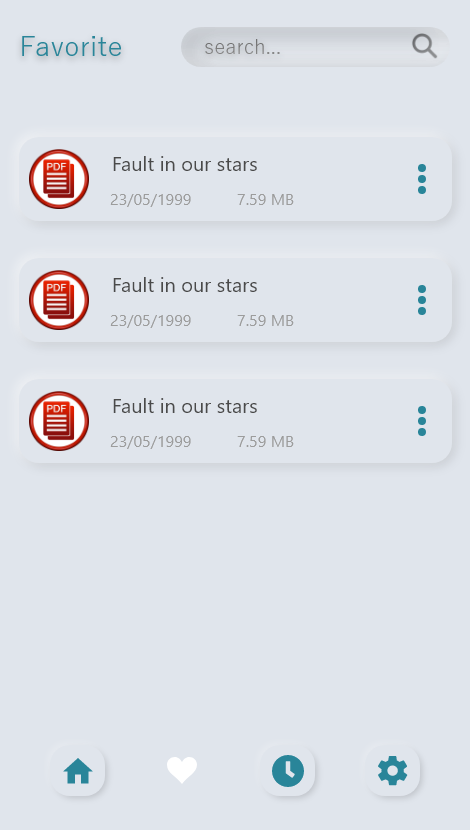 Favorite
search...
PDF
Fault in our stars
23/05/1999 7.59 MB
PDF
Fault in our stars
23/05/1999 7.59 MB
PDF
Fault in our stars
23/05/1999 7.59 MB